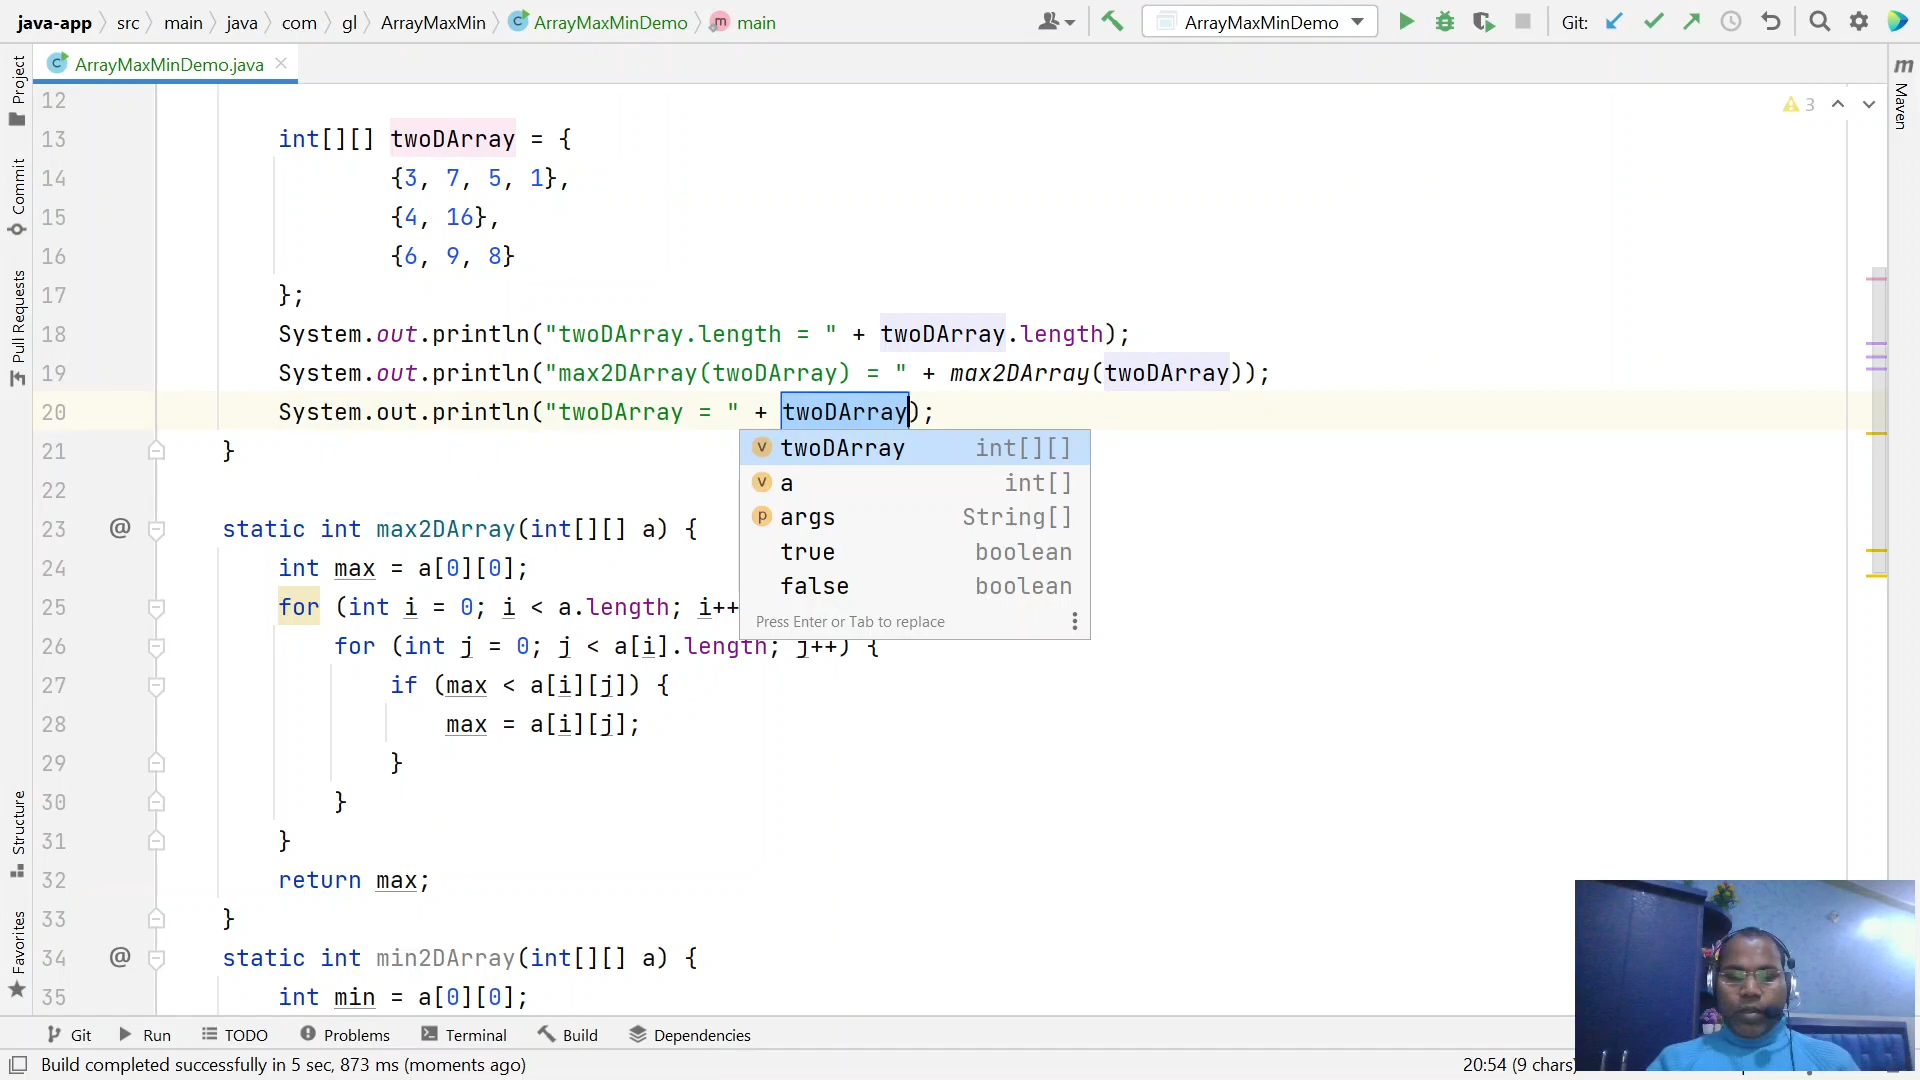 java-app src main java com gl ArrayMaxMin ArrayMaxMinDemo main ArrayMaxMinDemo Git:
ArrayMaxMinDemo.java
12
3
13 int[][] twoDArray = {
14 {3, 7, 5, 1},
15 {4, 16},
16 {6, 9, 8}
17 };
18 System.out.println("twoDArray.length = " + twoDArray.length);
19 System.out.println("max2DArray(twoDArray) = " + max2DArray(twoDArray));
20 System.out.println("twoDArray = " + twoDArray);
21 }
twoDArray int[][]
a int[]
args String[]
true boolean
false boolean
Press Enter or Tab to replace
22
23 @ static int max2DArray(int[][] a) {
24 int max = a[0][0];
25 for (int i = 0; i < a.length; i++
26 for (int j = 0; j < a[i].length; j++) {
27 if (max < a[i][j]) {
28 max = a[i][j];
29 }
30 }
31 }
32 return max;
33 }
34 @ static int min2DArray(int[][] a) {
35 int min = a[0][0];
Project
Commit
Pull Requests
Structure
Favorites
m
Maven
Git Run TODO Problems Terminal Build Dependencies
Build completed successfully in 5 sec, 873 ms (moments ago) 20:54 (9 chars)